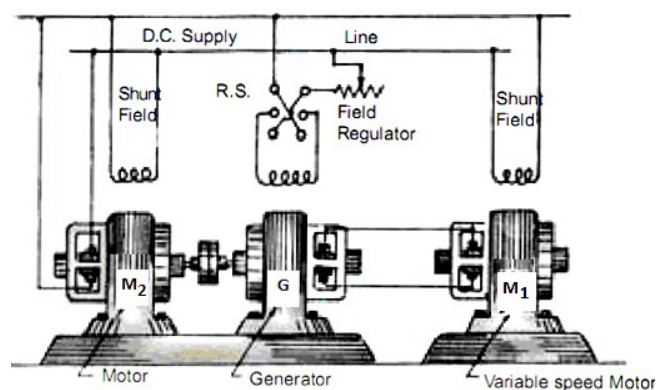 D.C. Supply Line
Shunt
Field
R.S.
Field
Regulator
Shunt
Field
M2
G
M1
Motor
Generator
Variable speed Motor